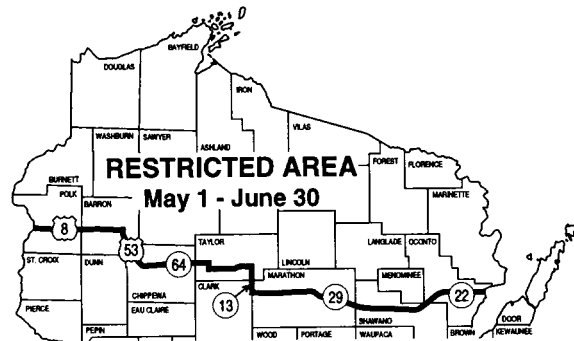 BAYFIELD
DOUGLAS
IRON
VILAS
WASHBURN
SAWYER
ASHLAND
FOREST
FLORENCE
RESTRICTED AREA
May 1 - June 30
BURNETT
POLK
BARRON
MARINETTE
8
53
64
TAYLOR
LINCOLN
LANGLADE
OCONTO
ST. CROIX
DUNN
CHIPPEWA
CLARK
MARATHON
MENOMINEE
13
29
22
PIERCE
PEPIN
EAU CLAIRE
WOOD
PORTAGE
SHAWANO
WAUPACA
BROWN
DOOR
KEWAUNEE